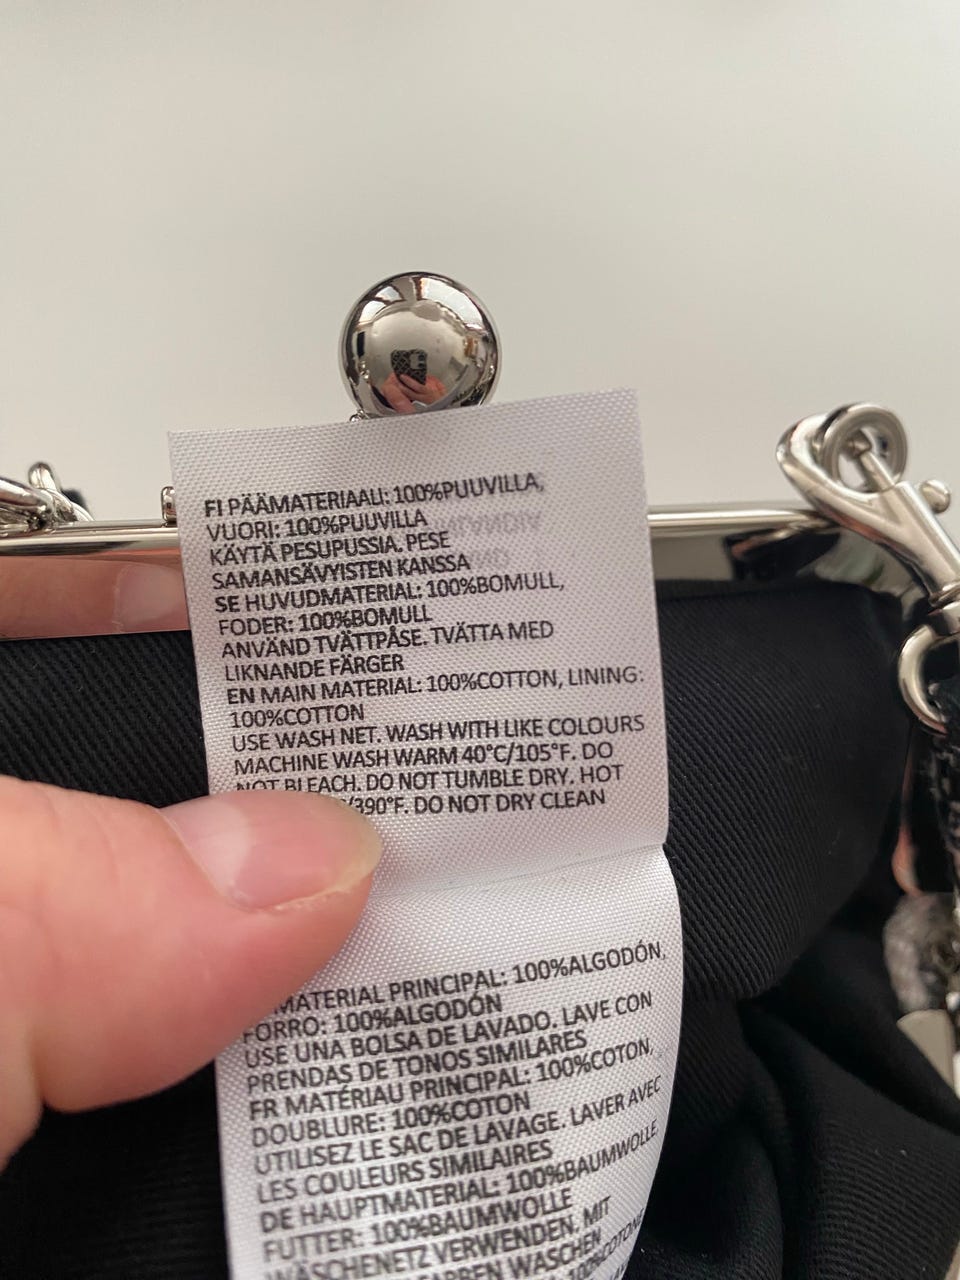 FI PÄÄMATERIAALI: 100%PUUVILLA,
VUORI: 100%PUUVILLA
KÄYTÄ PESUPUSSIA. PESE
SAMANSÄVYISTEN KANSSA
SE HUVUDMATERIAL: 100%BOMULL,
FODER: 100%BOMULL
ANVÄND TVÄTTPÅSE. TVÄTTA MED
LIKNANDE FÄRGER
EN MAIN MATERIAL: 100%COTTON, LINING:
100%COTTON
USE WASH NET. WASH WITH LIKE COLOURS
MACHINE WASH WARM 40°C/105°F. DO
NOT BLEACH. DO NOT TUMBLE DRY. HOT
/390°F. DO NOT DRY CLEAN
MATERIAL PRINCIPAL: 100%ALGODÓN,
FORRO: 100%ALGODÓN
USE UNA BOLSA DE LAVADO. LAVE CON
PRENDAS DE TONOS SIMILARES
FR MATÉRIAU PRINCIPAL: 100%COTON,
DOUBLURE: 100%COTON
UTILISEZ LE SAC DE LAVAGE. LAVER AVEC
LES COULEURS SIMILAIRES
DE HAUPTMATERIAL: 100%BAUMWOLLE,
FUTTER: 100%BAUMWOLLE
WÄSCHENETZ VERWENDEN. MIT
FARBEN WASCHEN